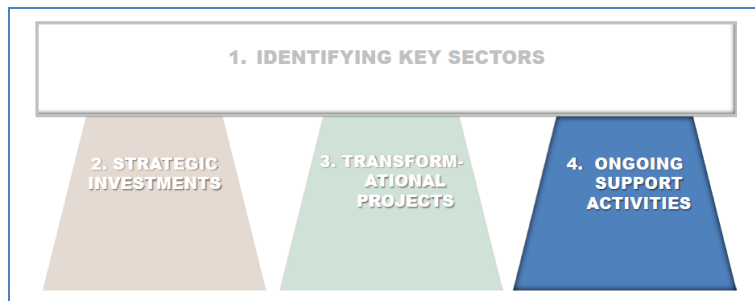 1. IDENTIFYING KEY SECTORS
2. STRATEGIC
INVESTMENTS
3. TRANSFORM-
ATIONAL
PROJECTS
4. ONGOING
SUPPORT
ACTIVITIES